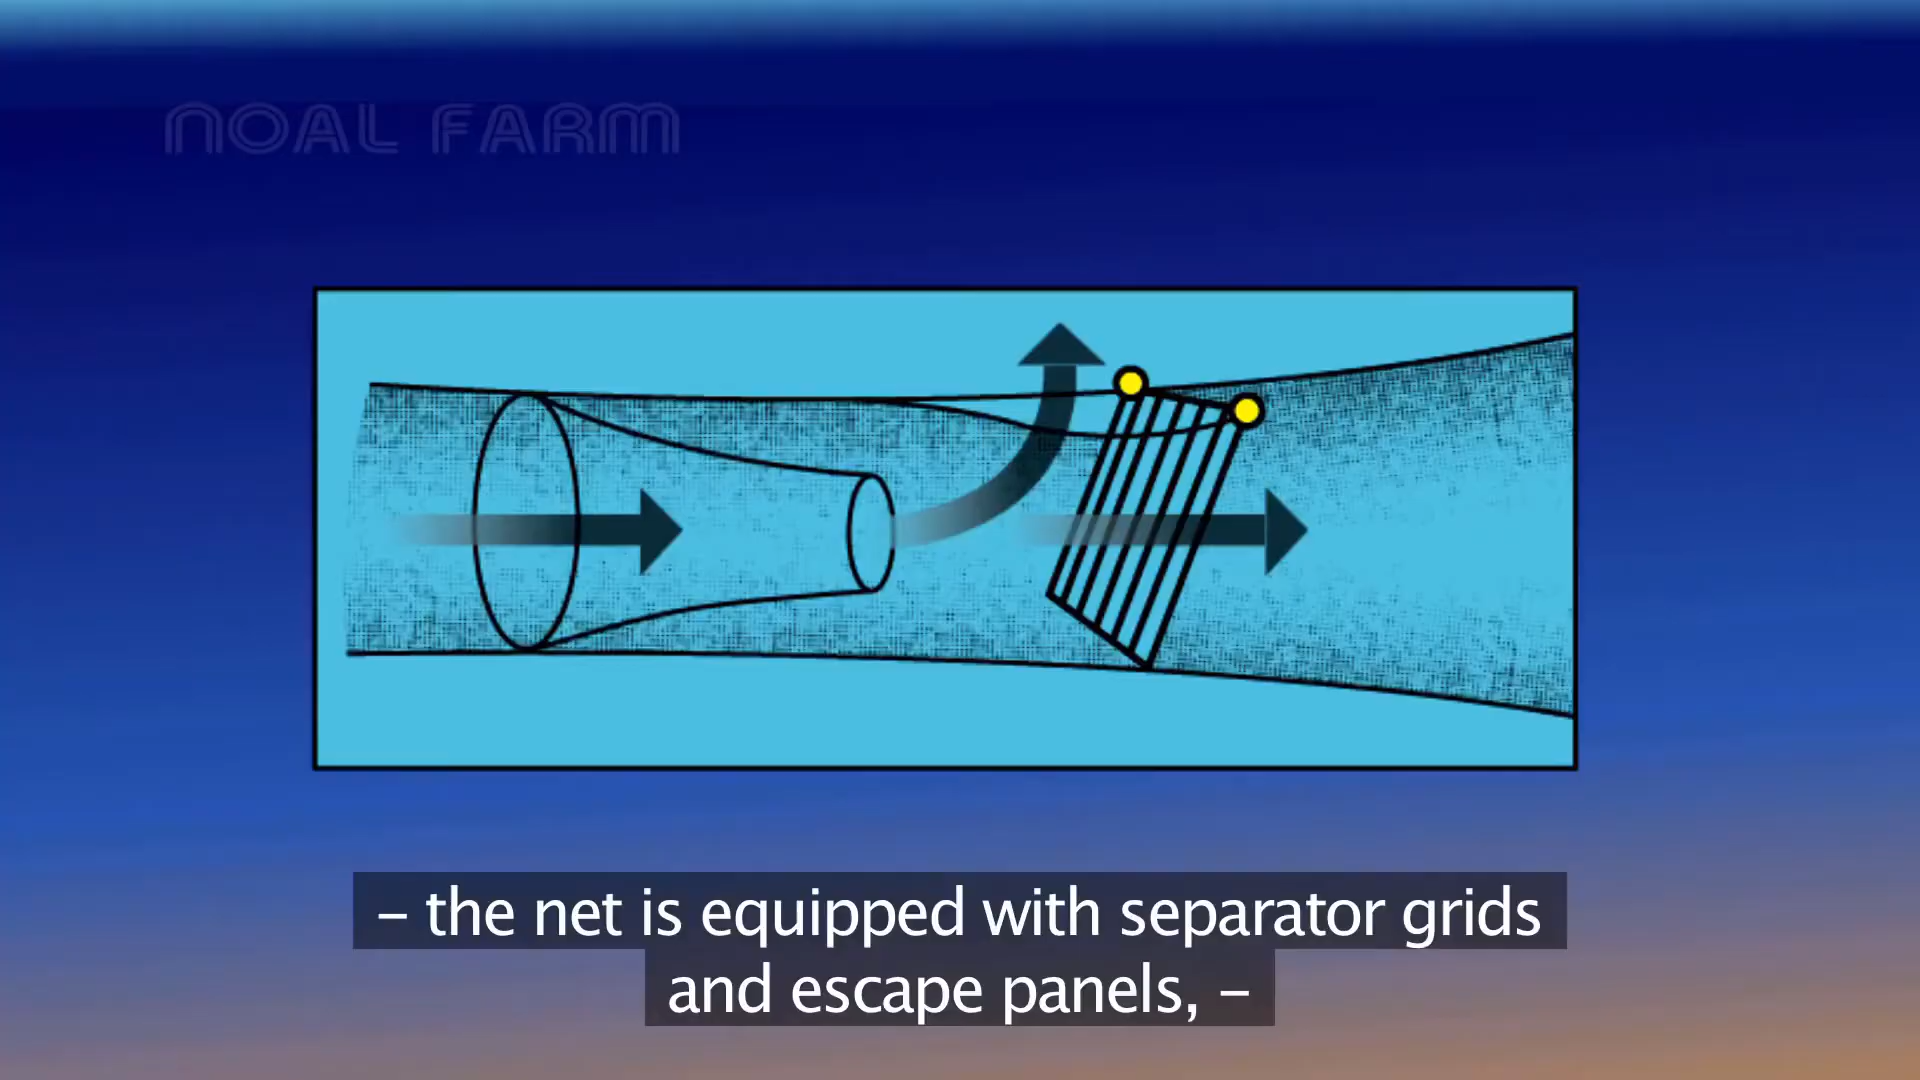 NOAL FARM
– the net is equipped with separator grids
and escape panels, –